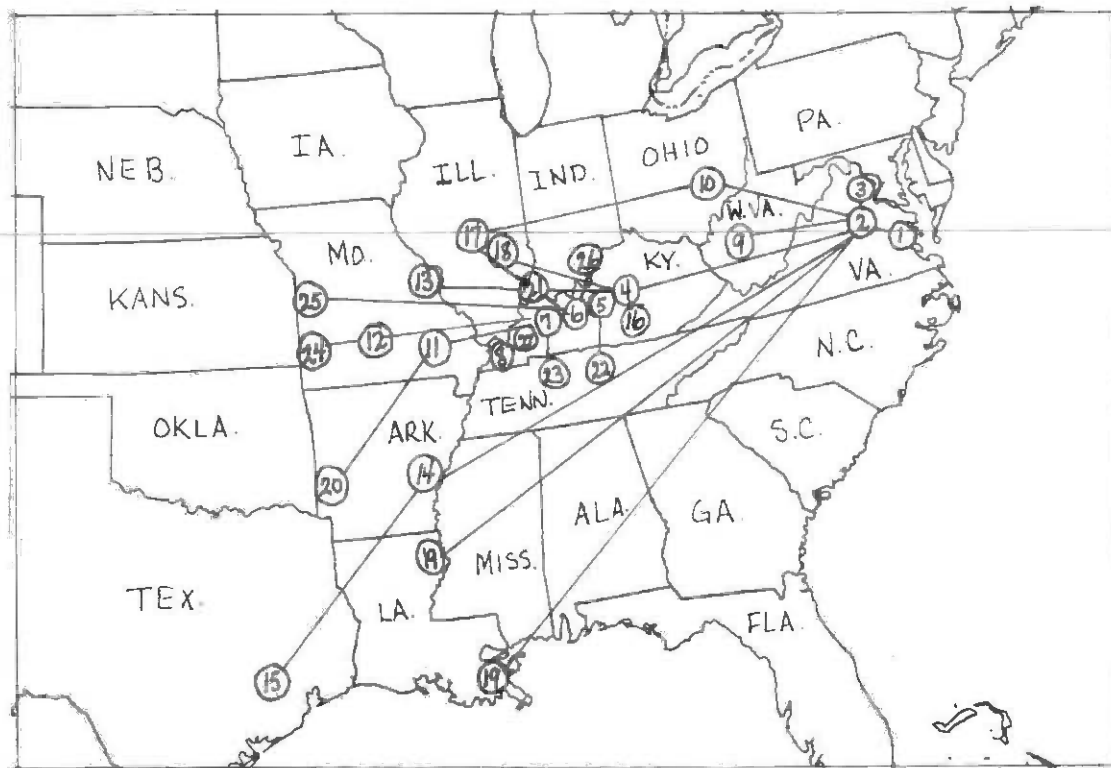 PA.
IA.
OHIO
NEB.
ILL.
IND.
10
3
W.VA.
2
17
1
18
9
MO.
26
KY.
VA.
13
21
4
KANS.
25
5
6
7
16
12
11
27
24
8
N.C.
23
22
TENN.
OKLA.
ARK.
S.C.
14
20
ALA.
GA.
19
MISS.
TEX.
LA.
FLA.
15
19